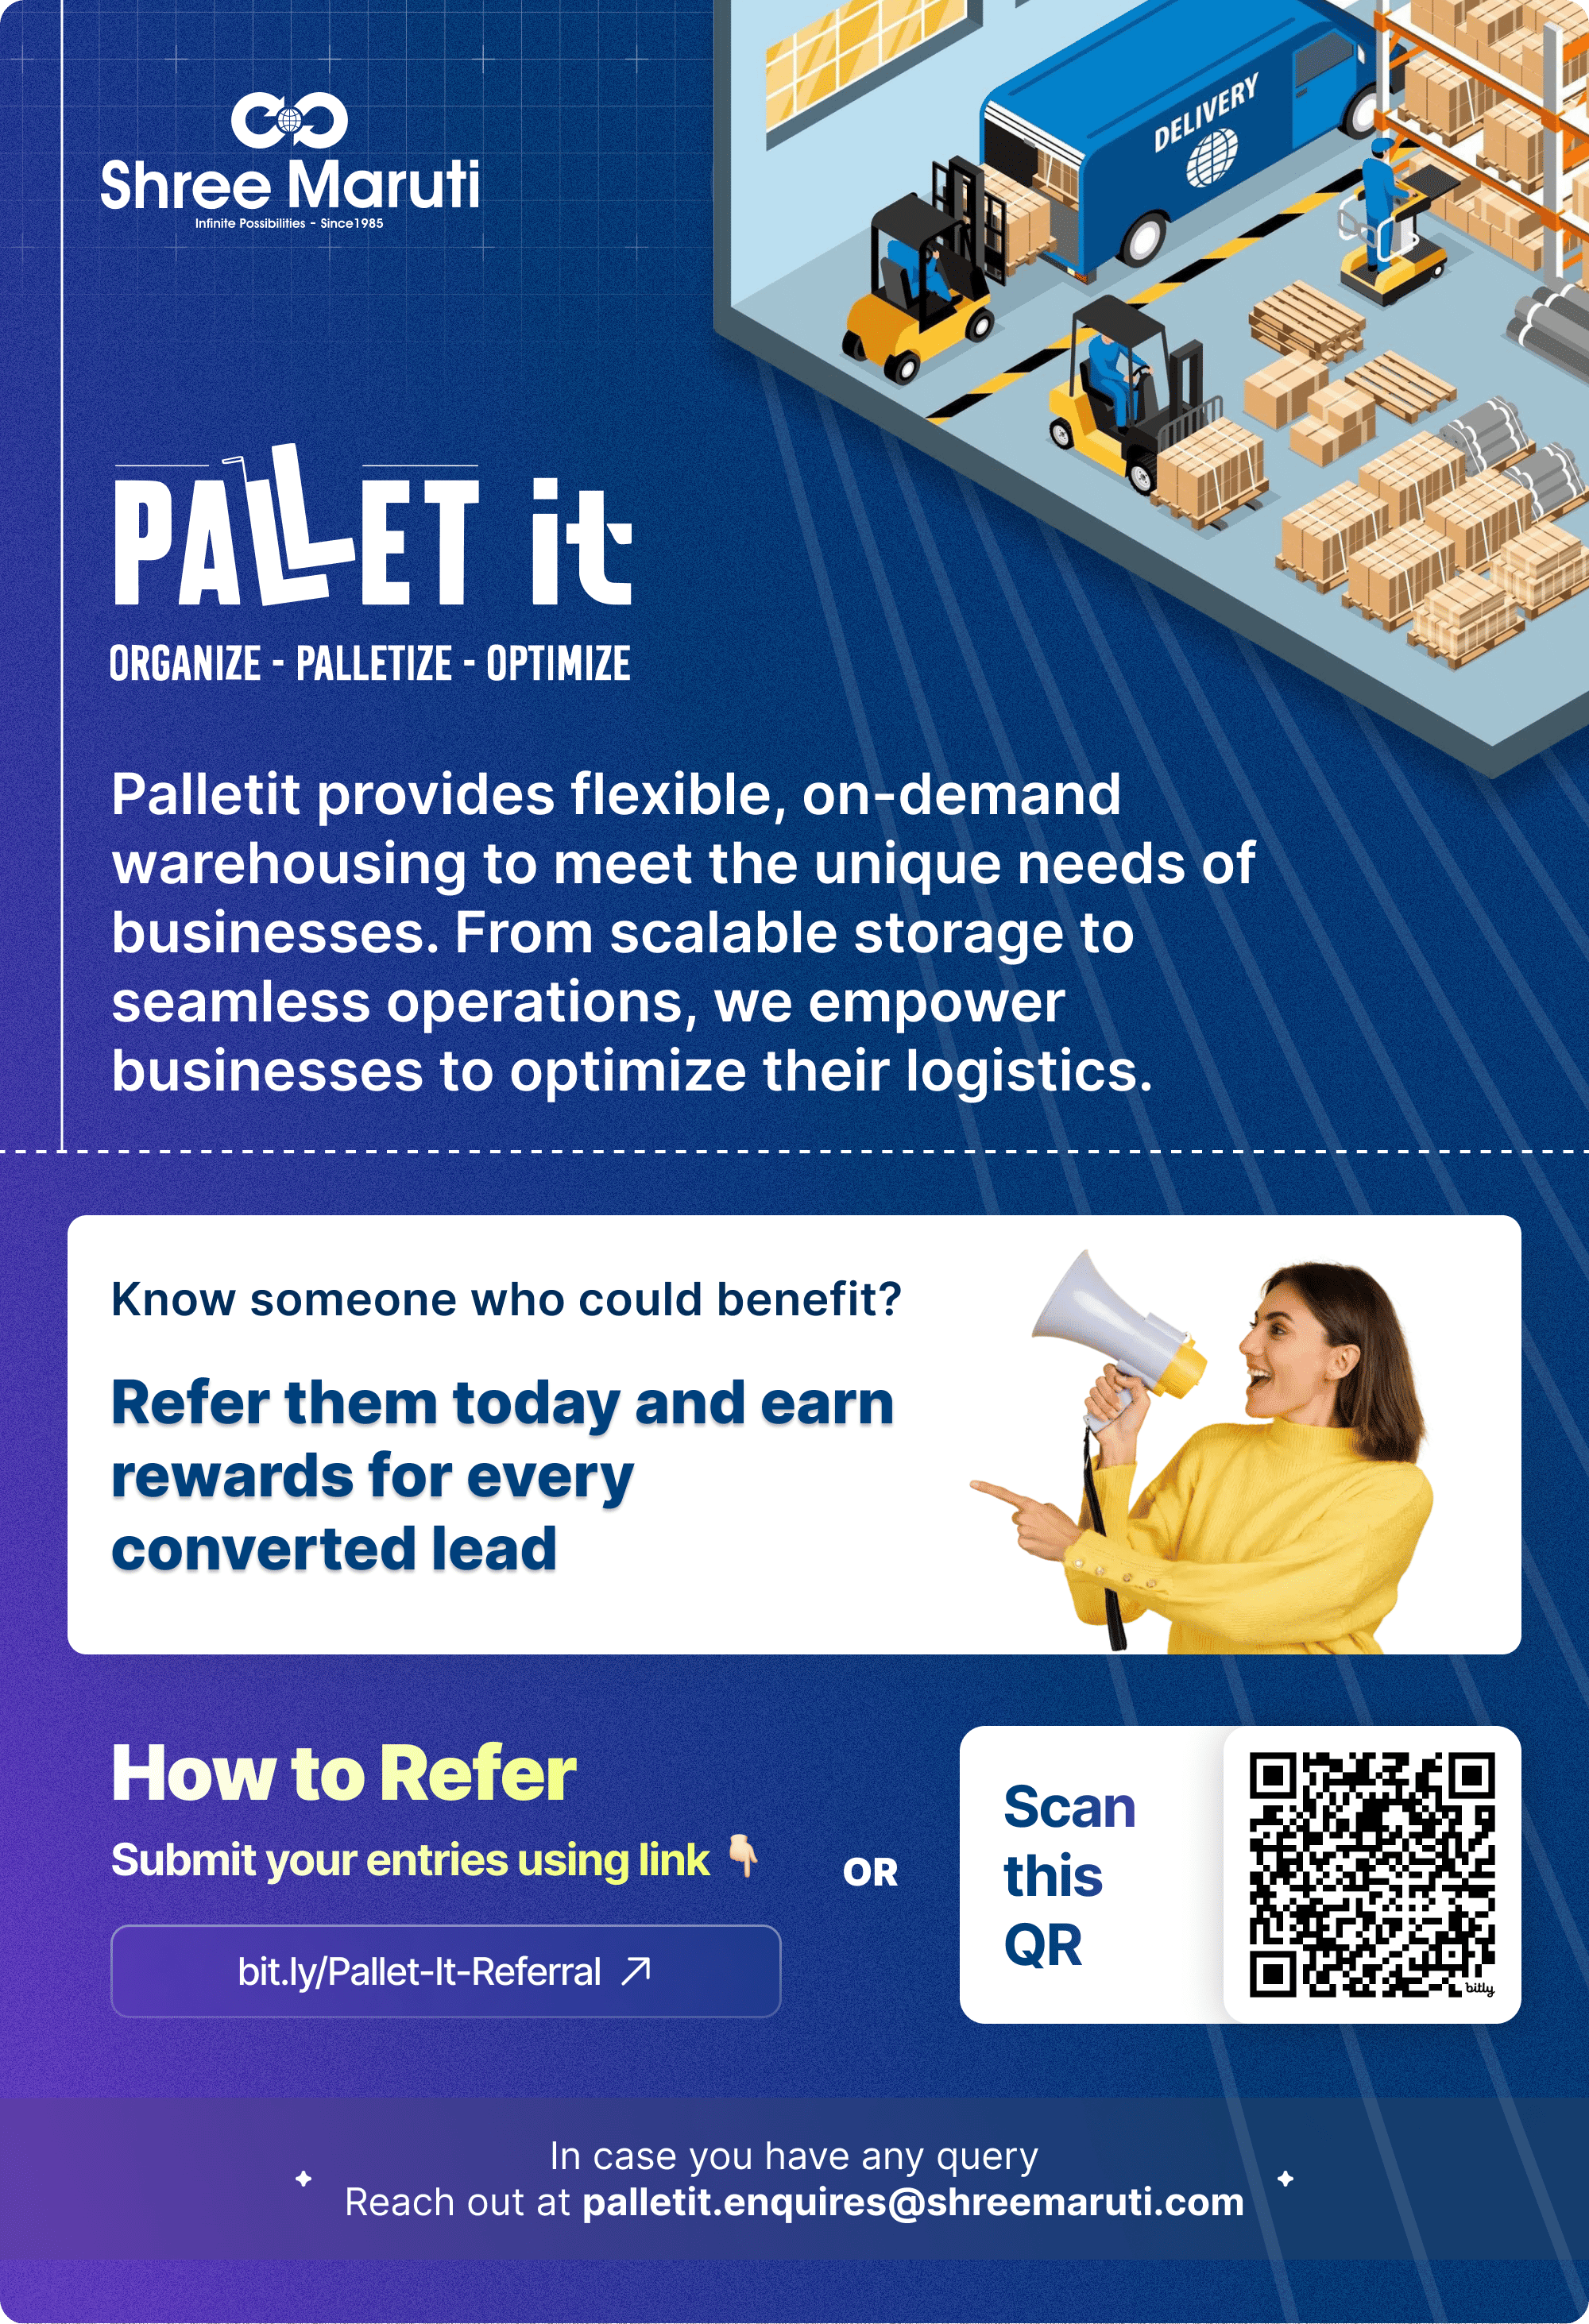 Shree Maruti
Infinite Possibilities - Since1985
DELIVERY
PALLET it
ORGANIZE - PALLETIZE - OPTIMIZE
Palletit provides flexible, on-demand
warehousing to meet the unique needs of
businesses. From scalable storage to
seamless operations, we empower
businesses to optimize their logistics.
Know someone who could benefit?
Refer them today and earn
rewards for every
converted lead
How to Refer
Submit your entries using link 👇🏻
bit.ly/Pallet-It-Referral ↗
OR
Scan
this
QR
bitly
In case you have any query
Reach out at palletit.enquires@shreemaruti.com